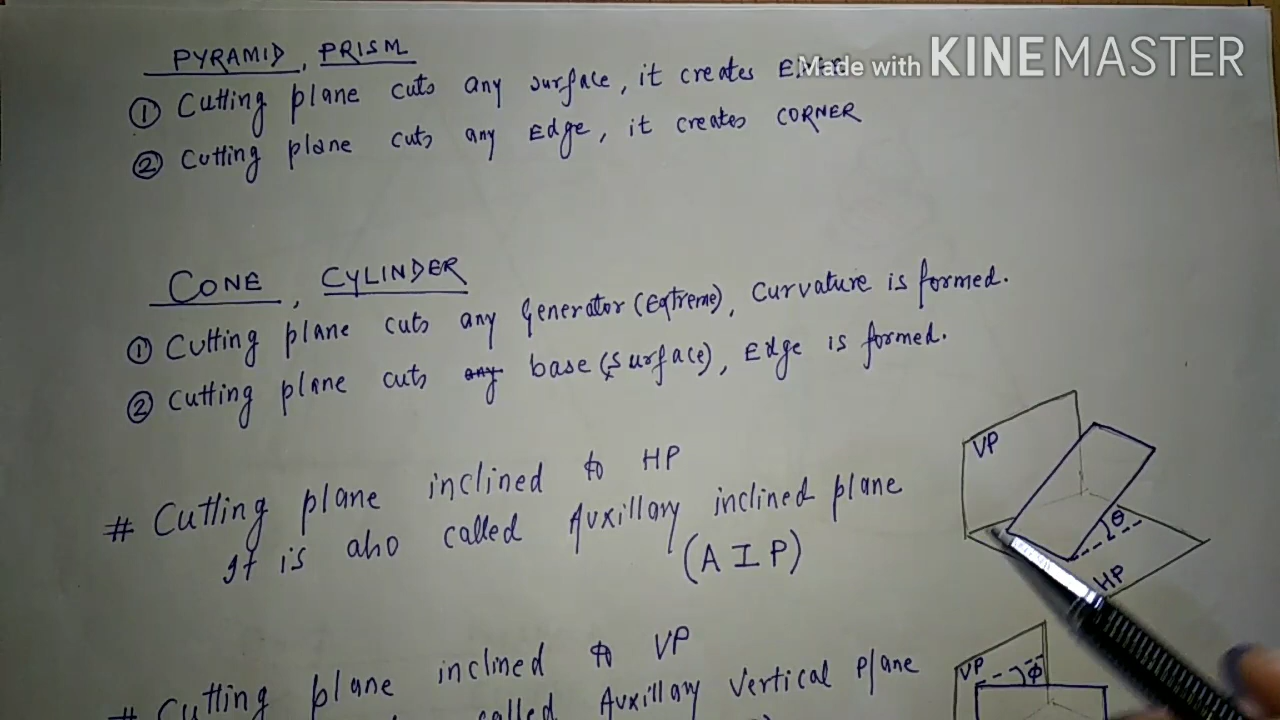 PYRAMID, PRISM
Made with KINEMASTER
① Cutting plane cuts any surface, it creates
② Cutting plane cuts any Edge, it creates CORNER
CONE, CYLINDER
① Cutting plane cuts any Generator (Extreme), Curvature is formed.
② Cutting plane cuts any base (Surface), Edge is formed.
# Cutting plane inclined to HP
It is also called Auxillary inclined plane
(AIP)
VP
θ
HP
# Cutting plane inclined to VP
called Auxillary Vertical Plane
VP
Φ